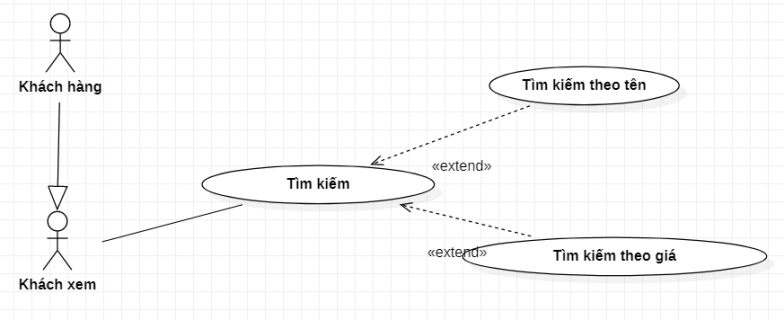 Khách hàng
Tìm kiếm theo tên
«extend»
Tìm kiếm
«extend»
Tìm kiếm theo giá
Khách xem